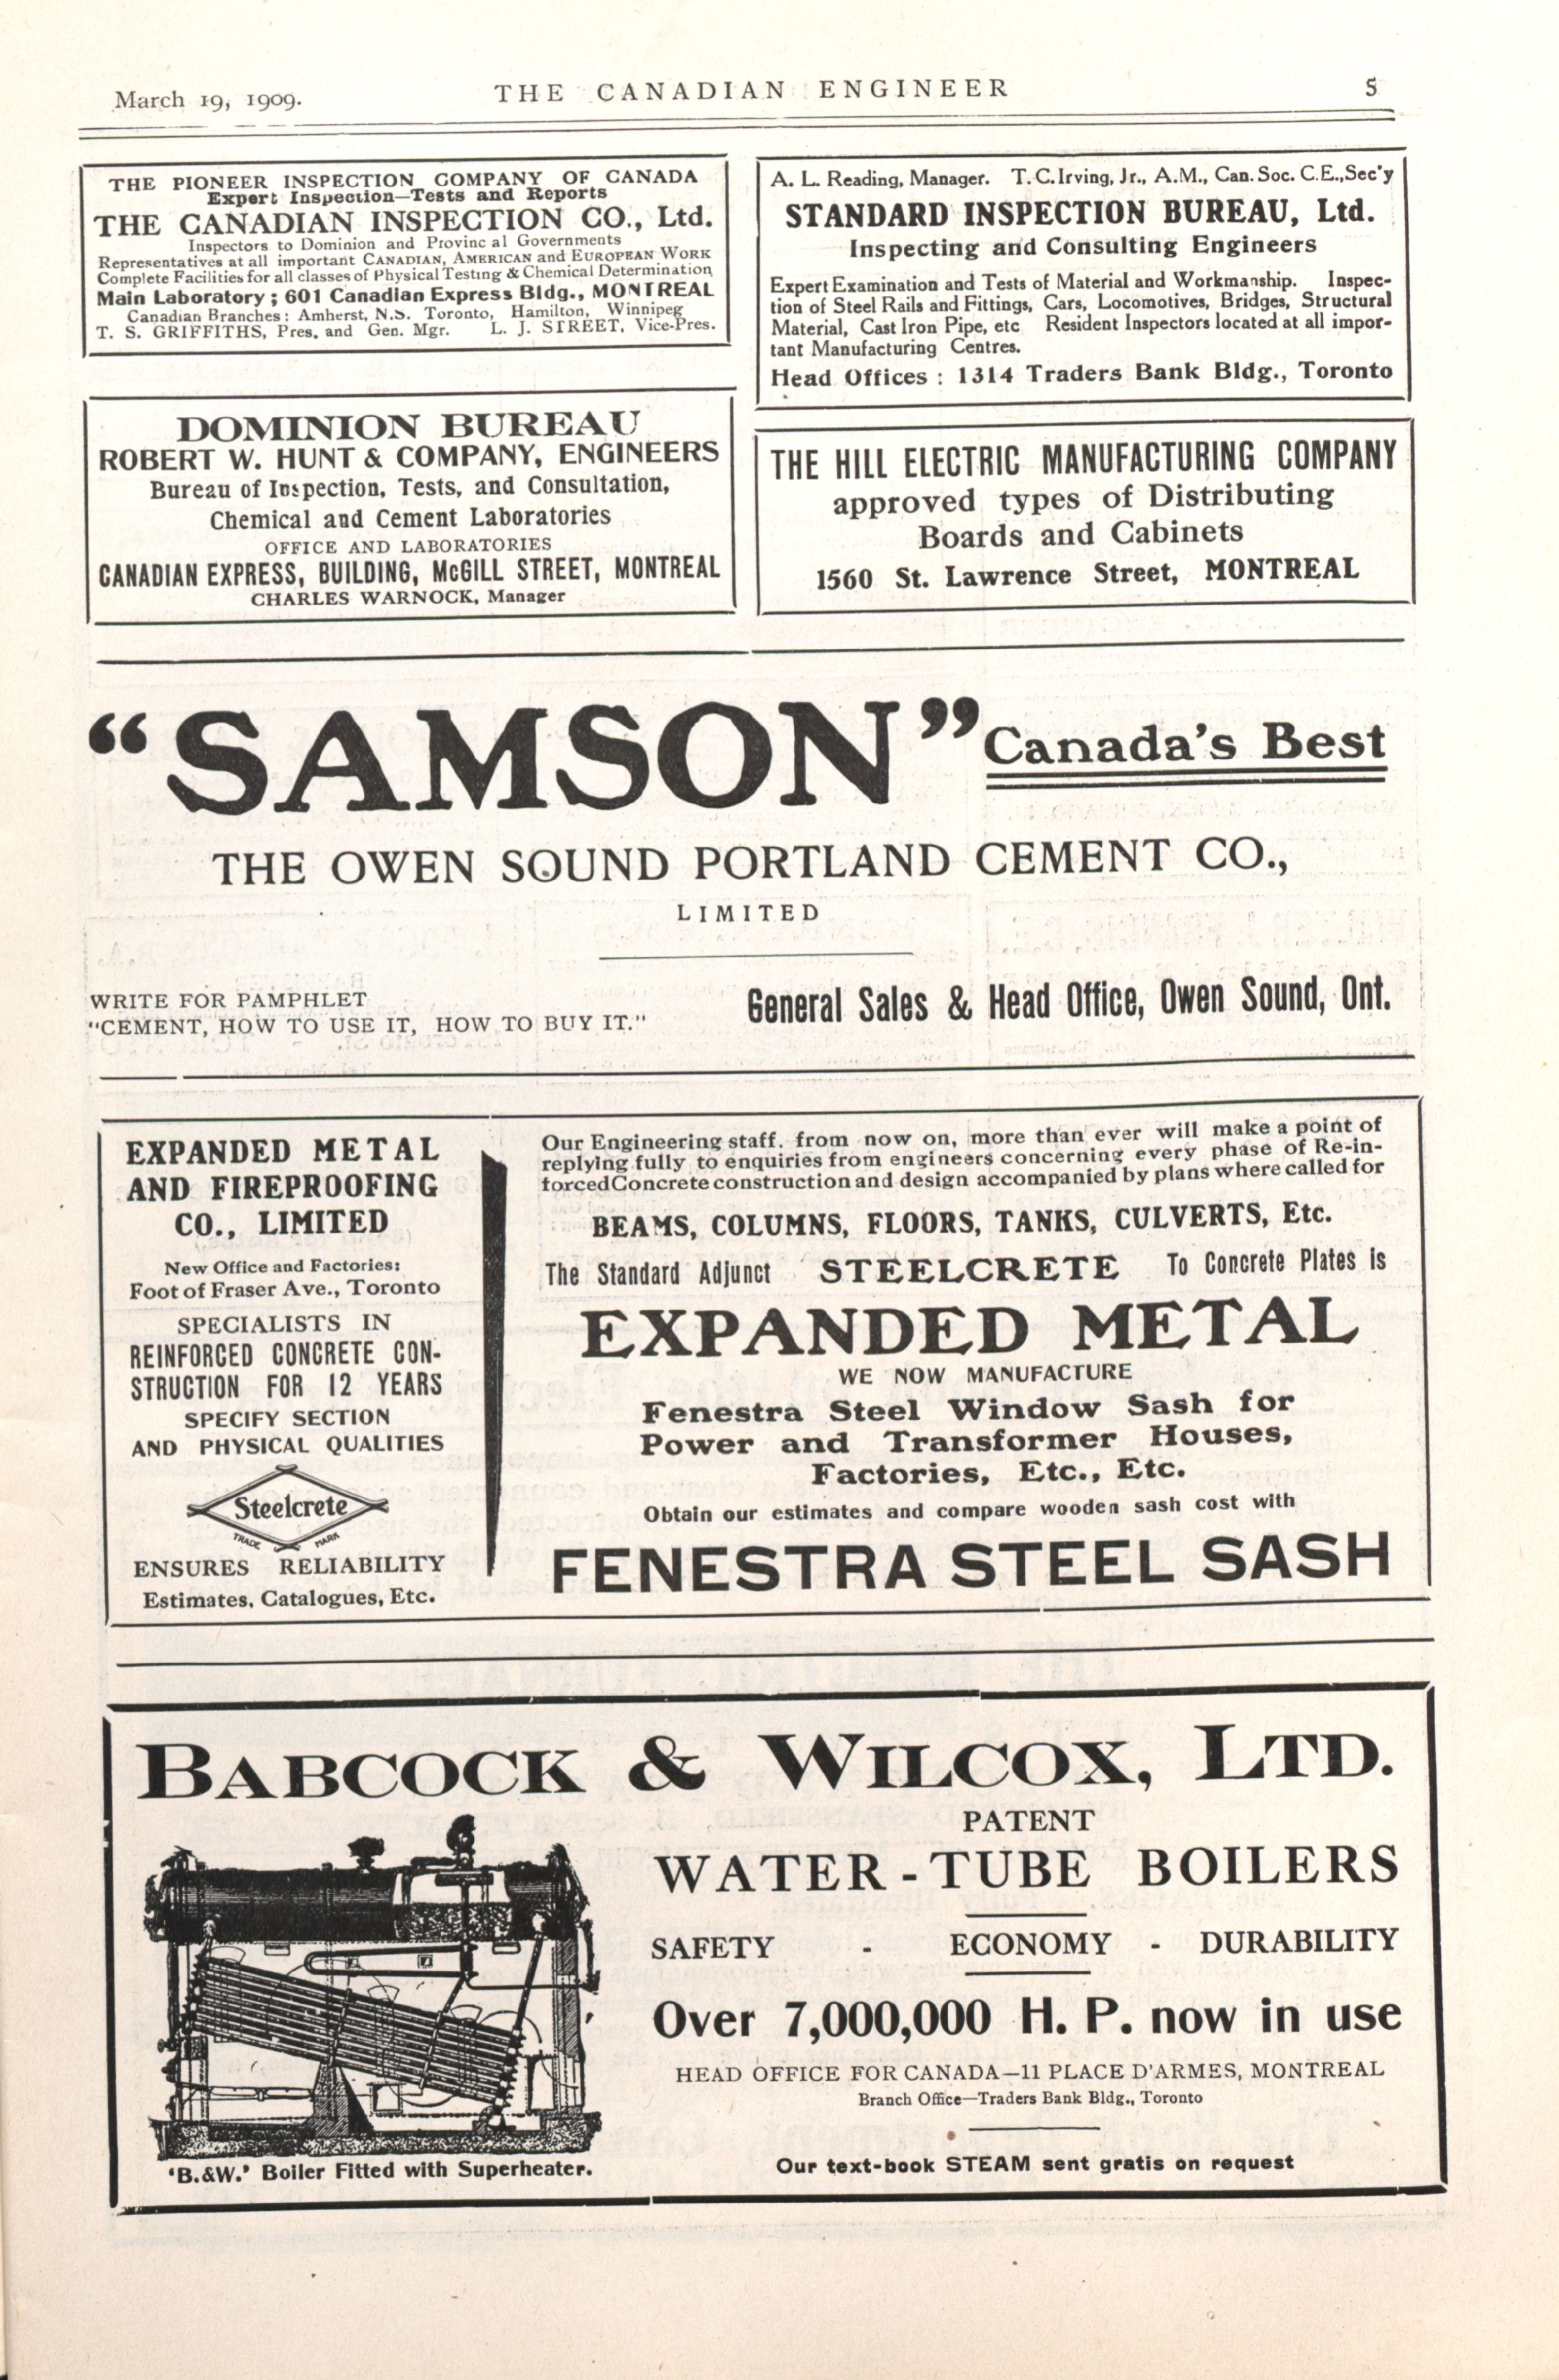 March 19, 1909.
THE CANADIAN ENGINEER
5
THE PIONEER INSPECTION COMPANY OF CANADA
Expert Inspection—Tests and Reports
THE CANADIAN INSPECTION CO., Ltd.
Inspectors to Dominion and Provinc al Governments
Representatives at all important CANADIAN, AMERICAN and EUROPEAN WORK
Complete Facilities for all classes of Physical Testing & Chemical Determination
Main Laboratory ; 601 Canadian Express Bldg., MONTREAL
Canadian Branches : Amherst, N.S. Toronto, Hamilton, Winnipeg
T. S. GRIFFITHS, Pres. and Gen. Mgr. L. J. STREET, Vice-Pres.
A. L. Reading, Manager. T. C. Irving, Jr., A.M., Can. Soc. C.E., Sec'y
STANDARD INSPECTION BUREAU, Ltd.
Inspecting and Consulting Engineers
Expert Examination and Tests of Material and Workmanship. Inspec-
tion of Steel Rails and Fittings, Cars, Locomotives, Bridges, Structural
Material, Cast Iron Pipe, etc Resident Inspectors located at all impor-
tant Manufacturing Centres.
Head Offices : 1314 Traders Bank Bldg., Toronto
DOMINION BUREAU
ROBERT W. HUNT & COMPANY, ENGINEERS
Bureau of Inspection, Tests, and Consultation,
Chemical and Cement Laboratories
OFFICE AND LABORATORIES
CANADIAN EXPRESS, BUILDING, McGILL STREET, MONTREAL
CHARLES WARNOCK, Manager
THE HILL ELECTRIC MANUFACTURING COMPANY
approved types of Distributing
Boards and Cabinets
1560 St. Lawrence Street, MONTREAL
“SAMSON” Canada's Best
THE OWEN SOUND PORTLAND CEMENT CO.,
LIMITED
WRITE FOR PAMPHLET
"CEMENT, HOW TO USE IT, HOW TO BUY IT."
General Sales & Head Office, Owen Sound, Ont.
EXPANDED METAL
AND FIREPROOFING
CO., LIMITED
New Office and Factories:
Foot of Fraser Ave., Toronto
SPECIALISTS IN
REINFORCED CONCRETE CON-
STRUCTION FOR 12 YEARS
SPECIFY SECTION
AND PHYSICAL QUALITIES
Steelcrete
TRADE MARK
ENSURES RELIABILITY
Estimates, Catalogues, Etc.
Our Engineering staff. from now on, more than ever will make a point of
replying fully to enquiries from engineers concerning every phase of Re-in-
forced Concrete construction and design accompanied by plans where called for
BEAMS, COLUMNS, FLOORS, TANKS, CULVERTS, Etc.
The Standard Adjunct STEELCRETE To Concrete Plates is
EXPANDED METAL
WE NOW MANUFACTURE
Fenestra Steel Window Sash for
Power and Transformer Houses,
Factories, Etc., Etc.
Obtain our estimates and compare wooden sash cost with
FENESTRA STEEL SASH
BABCOCK & WILCOX, LTD.
PATENT
WATER-TUBE BOILERS
SAFETY - ECONOMY - DURABILITY
Over 7,000,000 H. P. now in use
HEAD OFFICE FOR CANADA—11 PLACE D'ARMES, MONTREAL
Branch Office—Traders Bank Bldg., Toronto
Our text-book STEAM sent gratis on request
'B.&W.' Boiler Fitted with Superheater.